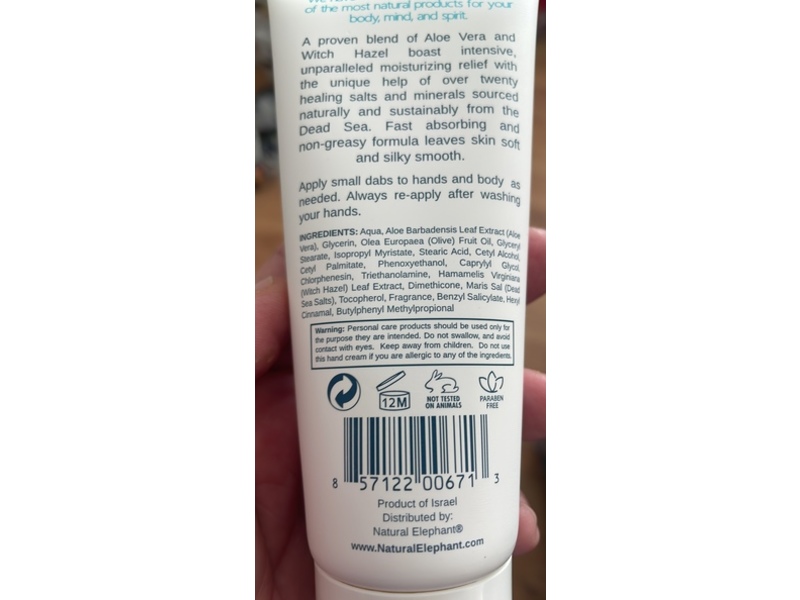 of the most natural products for your
body, mind, and spirit.
A proven blend of Aloe Vera and
Witch Hazel boast intensive,
unparalleled moisturizing relief with
the unique help of over twenty
healing salts and minerals sourced
naturally and sustainably from the
Dead Sea. Fast absorbing and
non-greasy formula leaves skin soft
and silky smooth.
Apply small dabs to hands and body as
needed. Always re-apply after washing
your hands.
INGREDIENTS: Aqua, Aloe Barbadensis Leaf Extract (Aloe
Vera), Glycerin, Olea Europaea (Olive) Fruit Oil, Glyceryl
Stearate, Isopropyl Myristate, Stearic Acid, Cetyl Alcohol,
Cetyl Palmitate, Phenoxyethanol, Caprylyl Glycol,
Chlorphenesin, Triethanolamine, Hamamelis Virginiana
(Witch Hazel) Leaf Extract, Dimethicone, Maris Sal (Dead
Sea Salts), Tocopherol, Fragrance, Benzyl Salicylate, Hexyl
Cinnamal, Butylphenyl Methylpropional
Warning: Personal care products should be used only for
the purpose they are intended. Do not swallow, and avoid
contact with eyes. Keep away from children. Do not use
this hand cream if you are allergic to any of the ingredients.
12M
NOT TESTED
ON ANIMALS
PARABEN
FREE
8 57122 00671 3
Product of Israel
Distributed by:
Natural Elephant®
www.NaturalElephant.com